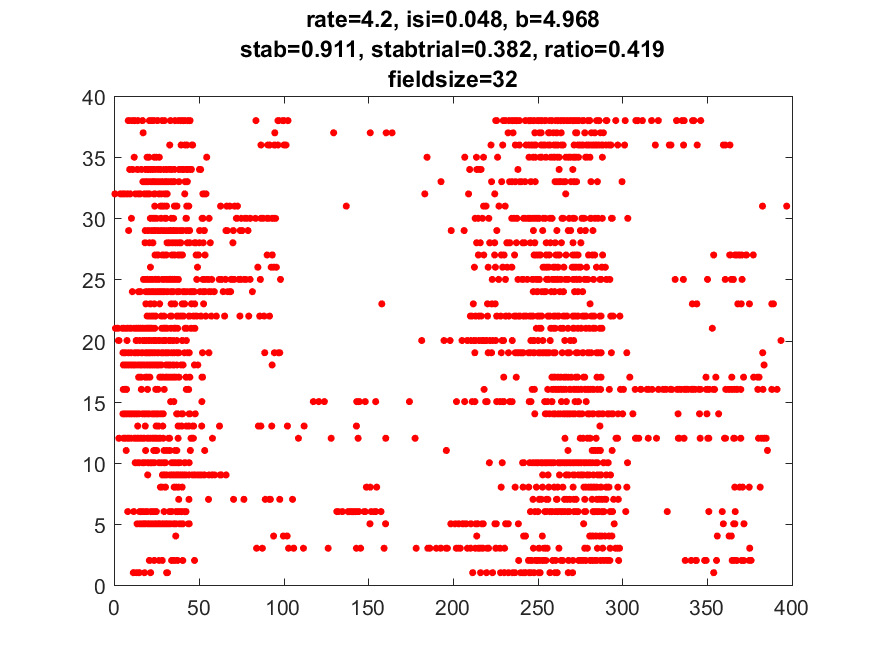 rate=4.2, isi=0.048, b=4.968
stab=0.911, stabtrial=0.382, ratio=0.419
fieldsize=32
40
35
30
25
20
15
10
5
0
0 50 100 150 200 250 300 350 400